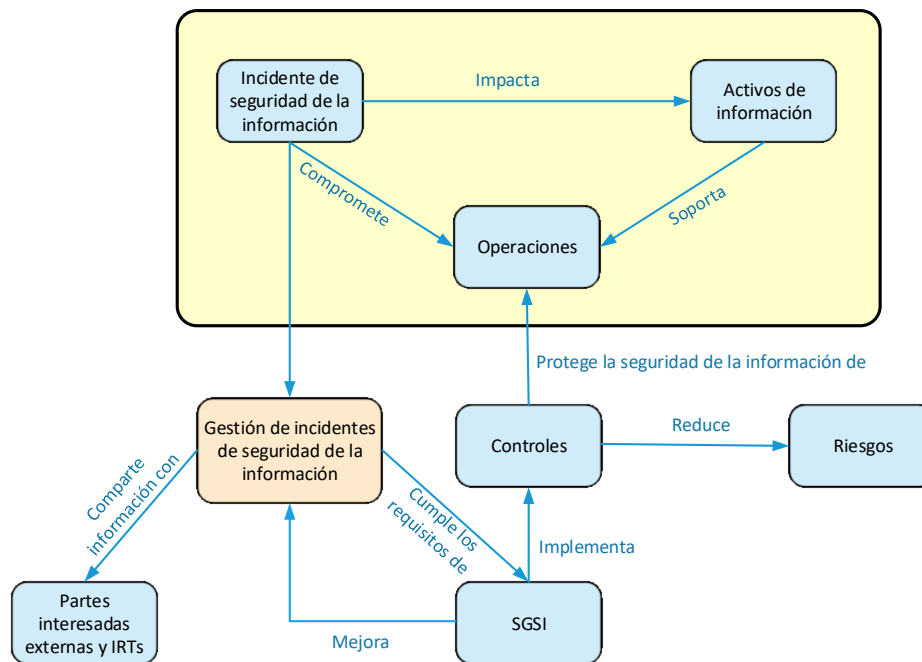 Incidente de
seguridad de la
información
Impacta
Activos de
información
Compromete
Soporta
Operaciones
Protege la seguridad de la información de
Gestión de incidentes
de seguridad de la
información
Controles
Reduce
Riesgos
Comparte
información con
Cumple los
requisitos de
Implementa
Partes
interesadas
externas y IRTs
Mejora
SGSI